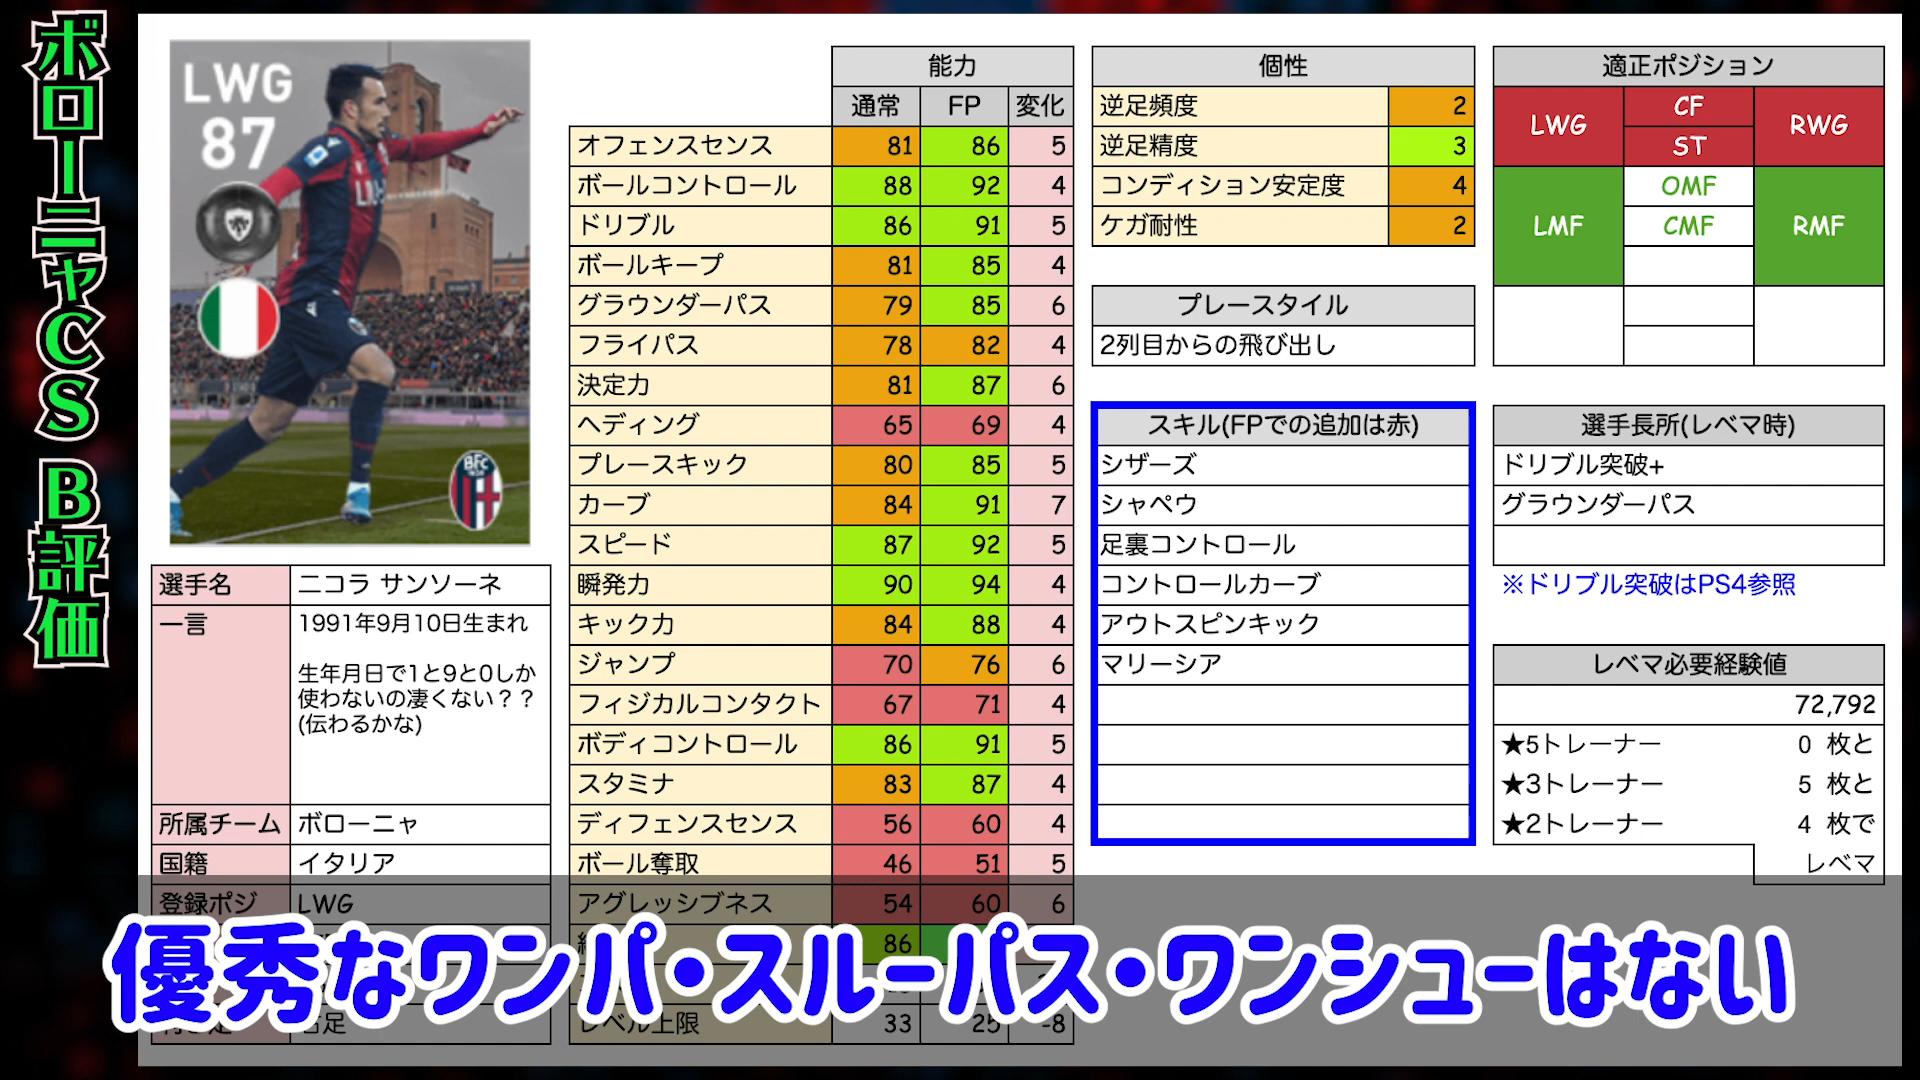 ボローニャCS B評価
LWG
87
BFC
選手名 ニコラ サンソーネ
一言 1991年9月10日生まれ
生年月日で1と9と0しか
使わないの凄くない？？
(伝わるかな)
所属チーム ボローニャ
国籍 イタリア
登録ポジ LWG
右足
能力
通常 FP 変化
オフェンスセンス 81 86 5
ボールコントロール 88 92 4
ドリブル 86 91 5
ボールキープ 81 85 4
グラウンダーパス 79 85 6
フライパス 78 82 4
決定力 81 87 6
ヘディング 65 69 4
プレースキック 80 85 5
カーブ 84 91 7
スピード 87 92 5
瞬発力 90 94 4
キック力 84 88 4
ジャンプ 70 76 6
フィジカルコンタクト 67 71 4
ボディコントロール 86 91 5
スタミナ 83 87 4
ディフェンスセンス 56 60 4
ボール奪取 46 51 5
アグレッシブネス 54 60 6
86
レベル上限 33 25 -8
個性
逆足頻度 2
逆足精度 3
コンディション安定度 4
ケガ耐性 2
プレースタイル
2列目からの飛び出し
スキル(FPでの追加は赤)
シザーズ
シャペウ
足裏コントロール
コントロールカーブ
アウトスピンキック
マリーシア
適正ポジション
LWG CF RWG
ST
OMF
LMF CMF RMF
選手長所(レベマ時)
ドリブル突破+
グラウンダーパス
※ドリブル突破はPS4参照
レベマ必要経験値
72,792
★5トレーナー 0 枚と
★3トレーナー 5 枚と
★2トレーナー 4 枚で
レベマ
優秀なワンパ・スルーパス・ワンシューはない